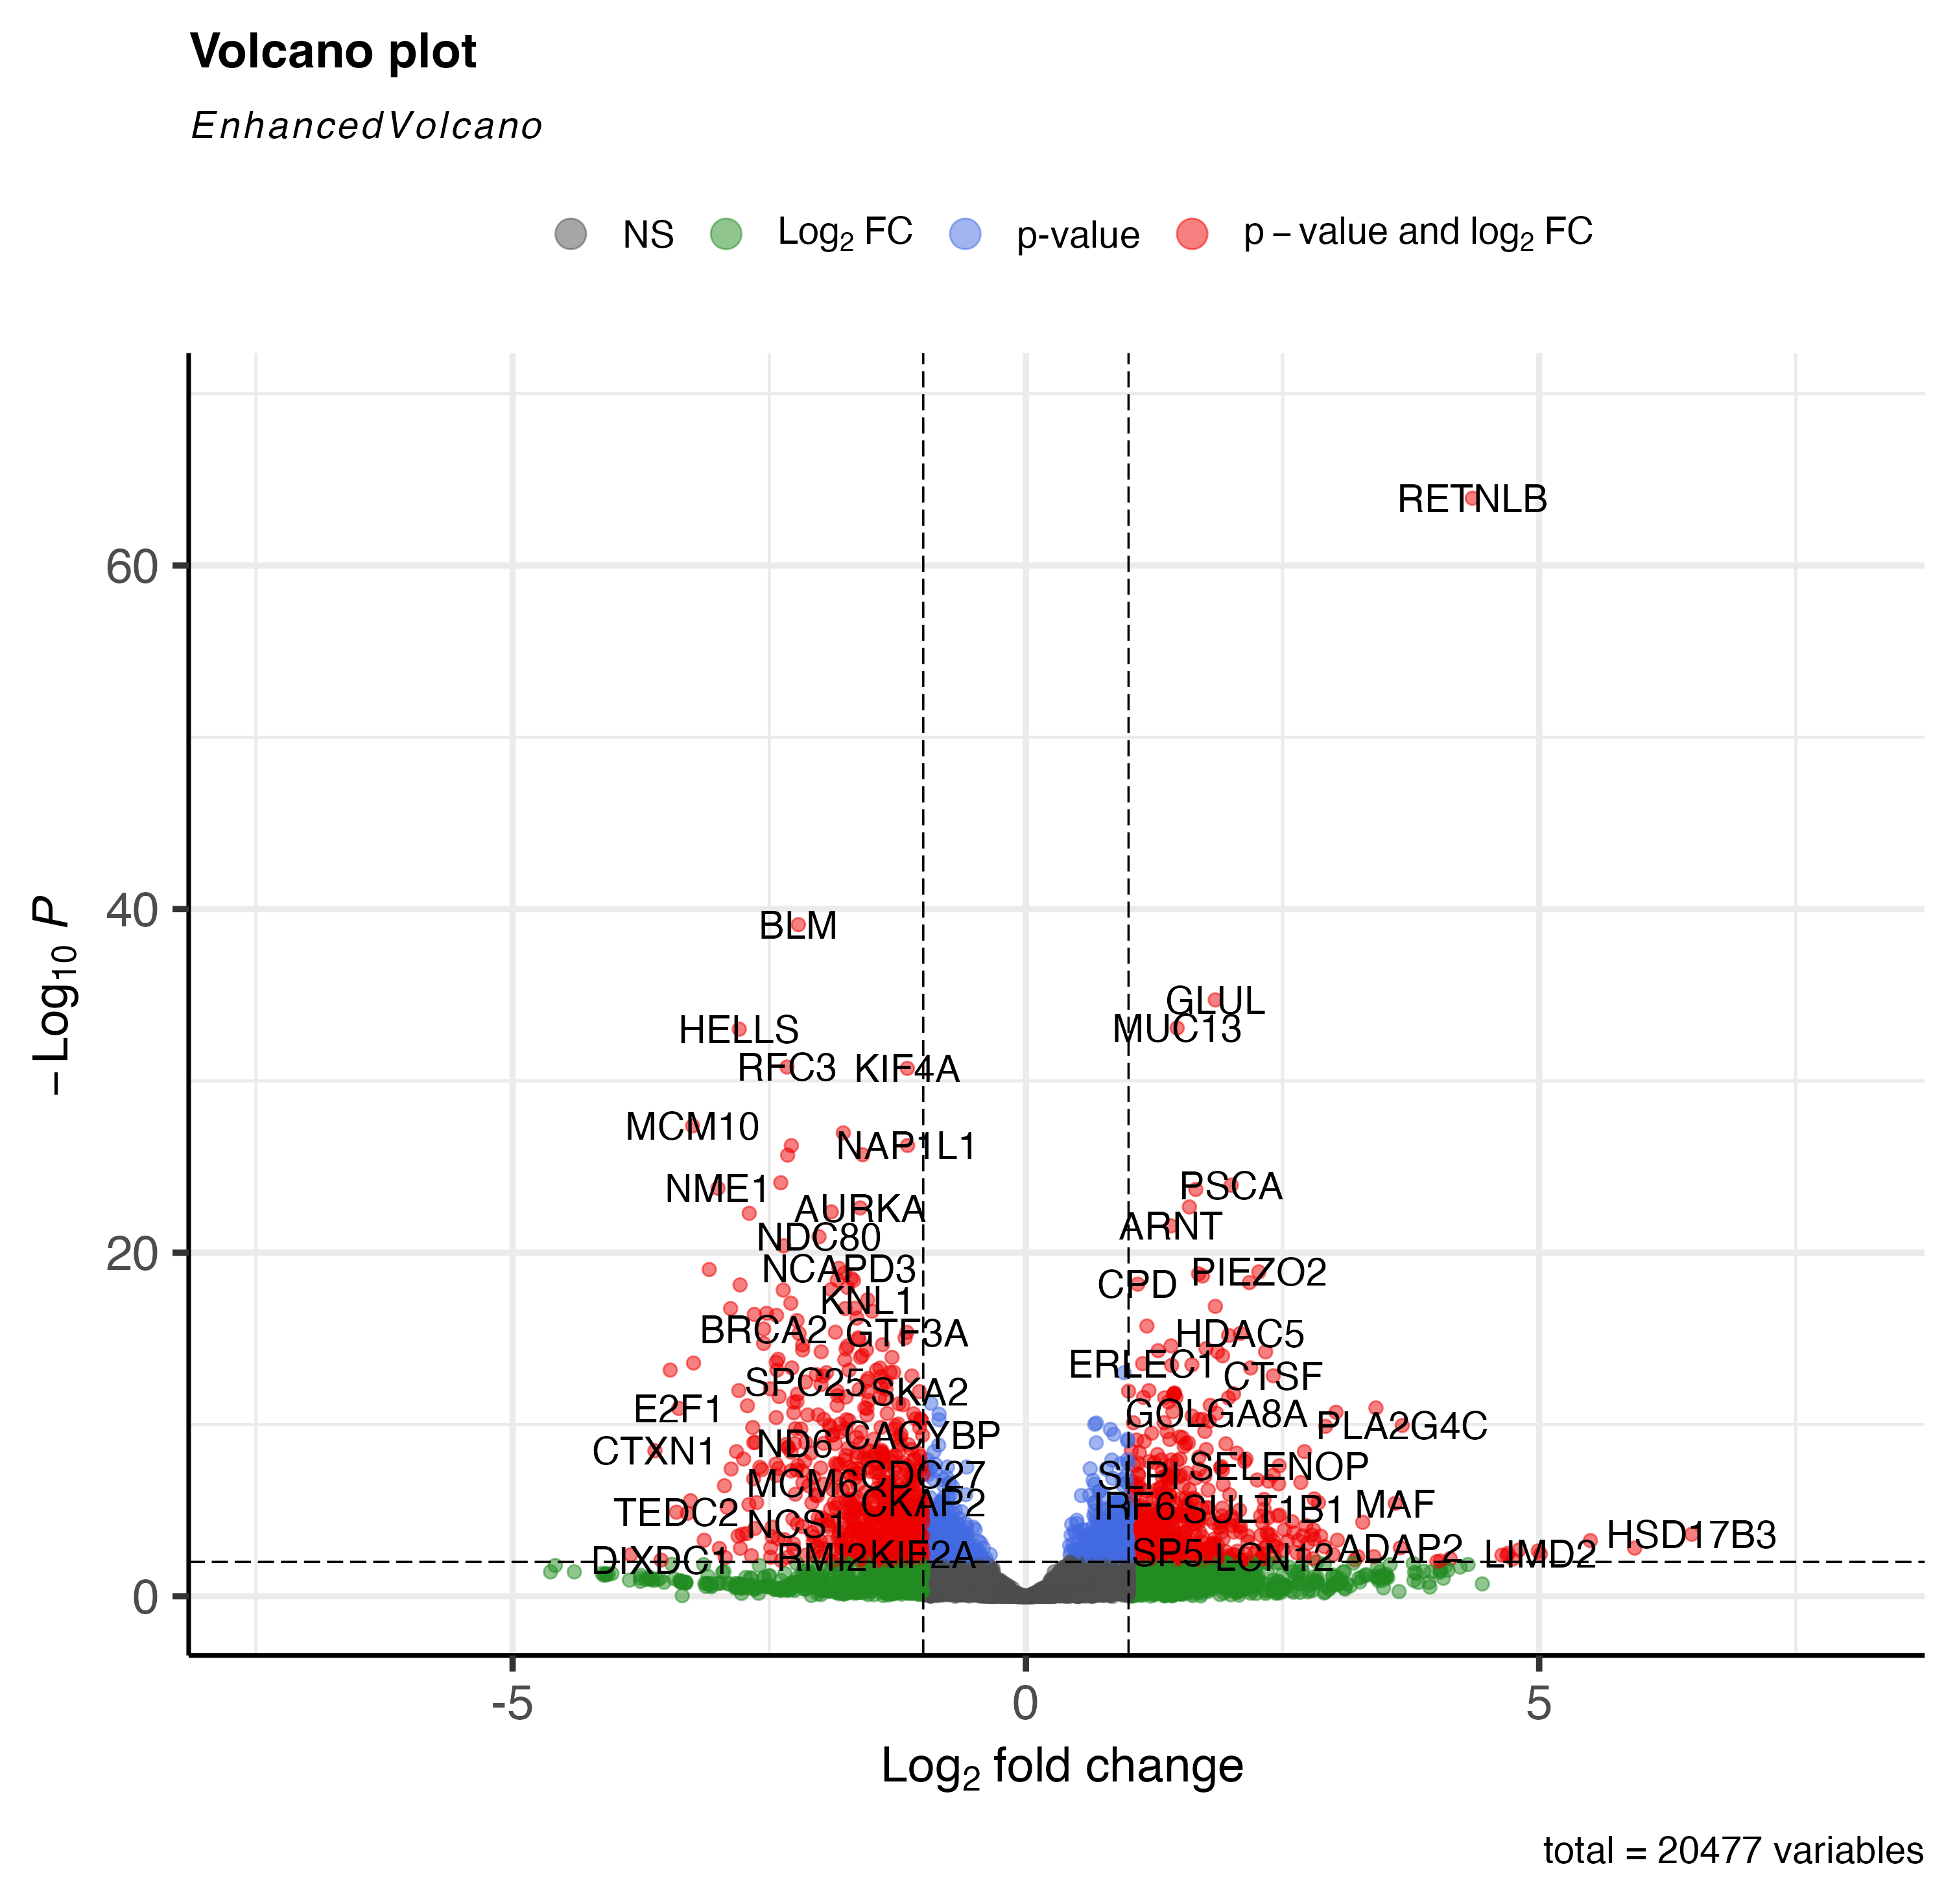 Volcano plot
EnhancedVolcano
NS Log₂ FC p-value p – value and log₂ FC
RETNLB
60
BLM
40
GLUL
HELLS MUC13
RFC3 KIF4A
MCM10
NAP1L1
NME1 PSCA
AURKA
ARNT
NDC80
20
NCAPD3 PIEZO2
CPD
KNL1
BRCA2 GTF3A HDAC5
ERLEC1
SPC25 SKA2 CTSF
E2F1 GOLGA8A PLA2G4C
CTXN1 ND6 CACYBP
MCM6 CDC27 SLPI SELENOP
TEDC2 CKAP2 IRF6 SULT1B1 MAF
NCS1 HSD17B3
DIXDC1 RMI2 KIF2A SP5 LCN12 ADAP2 LIMD2
0
–Log₁₀ P
-5 0 5
Log₂ fold change
total = 20477 variables